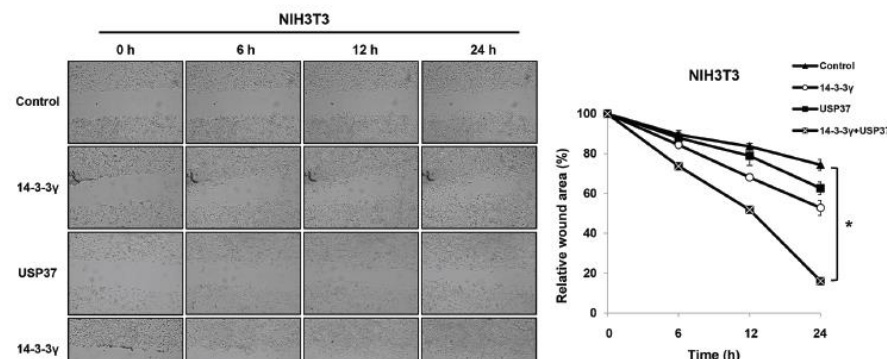 NIH3T3
0 h 6 h 12 h 24 h
Control
14-3-3γ
USP37
14-3-3γ
NIH3T3
Control
14-3-3γ
USP37
14-3-3γ+USP37
Relative wound area (%)
100
80
60
40
20
0
0 6 12 24
Time (h)
*